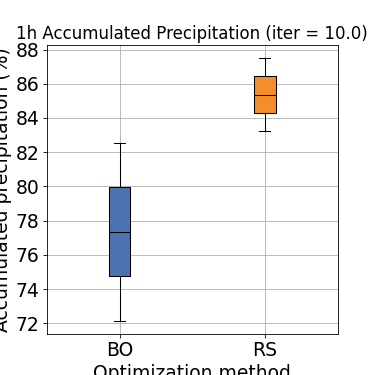 1h Accumulated Precipitation (iter = 10.0)
Accumulated precipitation (%)
88
86
84
82
80
78
76
74
72
BO RS
Optimization method